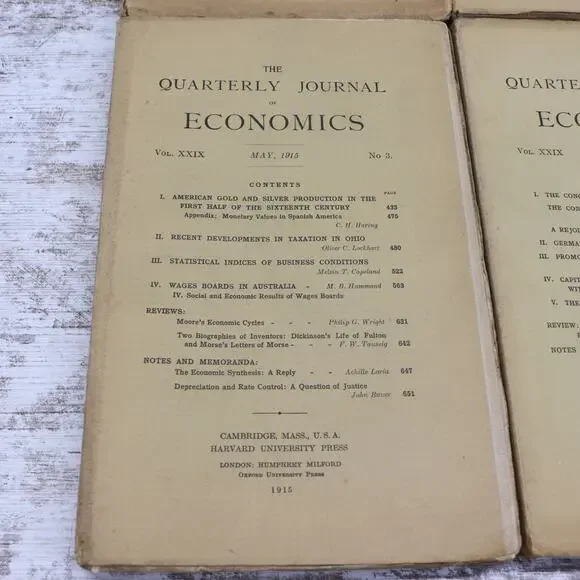 THE
QUARTERLY JOURNAL
OF
ECONOMICS
VOL. XXIX MAY, 1915 No 3.
CONTENTS
PAGE
I. AMERICAN GOLD AND SILVER PRODUCTION IN THE
FIRST HALF OF THE SIXTEENTH CENTURY 433
Appendix: Monetary Values in Spanish America 475
C. H. Haring
II. RECENT DEVELOPMENTS IN TAXATION IN OHIO
Oliver C. Lockhart 480
III. STATISTICAL INDICES OF BUSINESS CONDITIONS
Melvin T. Copeland 522
IV. WAGES BOARDS IN AUSTRALIA - M. B. Hammond 563
IV. Social and Economic Results of Wages Boards
REVIEWS:
Moore's Economic Cycles - - Philip G. Wright 631
Two Biographies of Inventors: Dickinson's Life of Fulton
and Morse's Letters of Morse - - F. W. Taussig 642
NOTES AND MEMORANDA:
The Economic Synthesis: A Reply - - Achille Loria 647
Depreciation and Rate Control: A Question of Justice
John Bauer 651
CAMBRIDGE, MASS., U. S. A.
HARVARD UNIVERSITY PRESS
LONDON: HUMPHREY MILFORD
OXFORD UNIVERSITY PRESS
1915
QUARTERLY
EC
VOL. XXIX
I. THE CONC
THE CON
A REJOI
II. GERMA
III. PROMO
IV. CAPIT
WIT
V. THE
REVIEW
NOTES